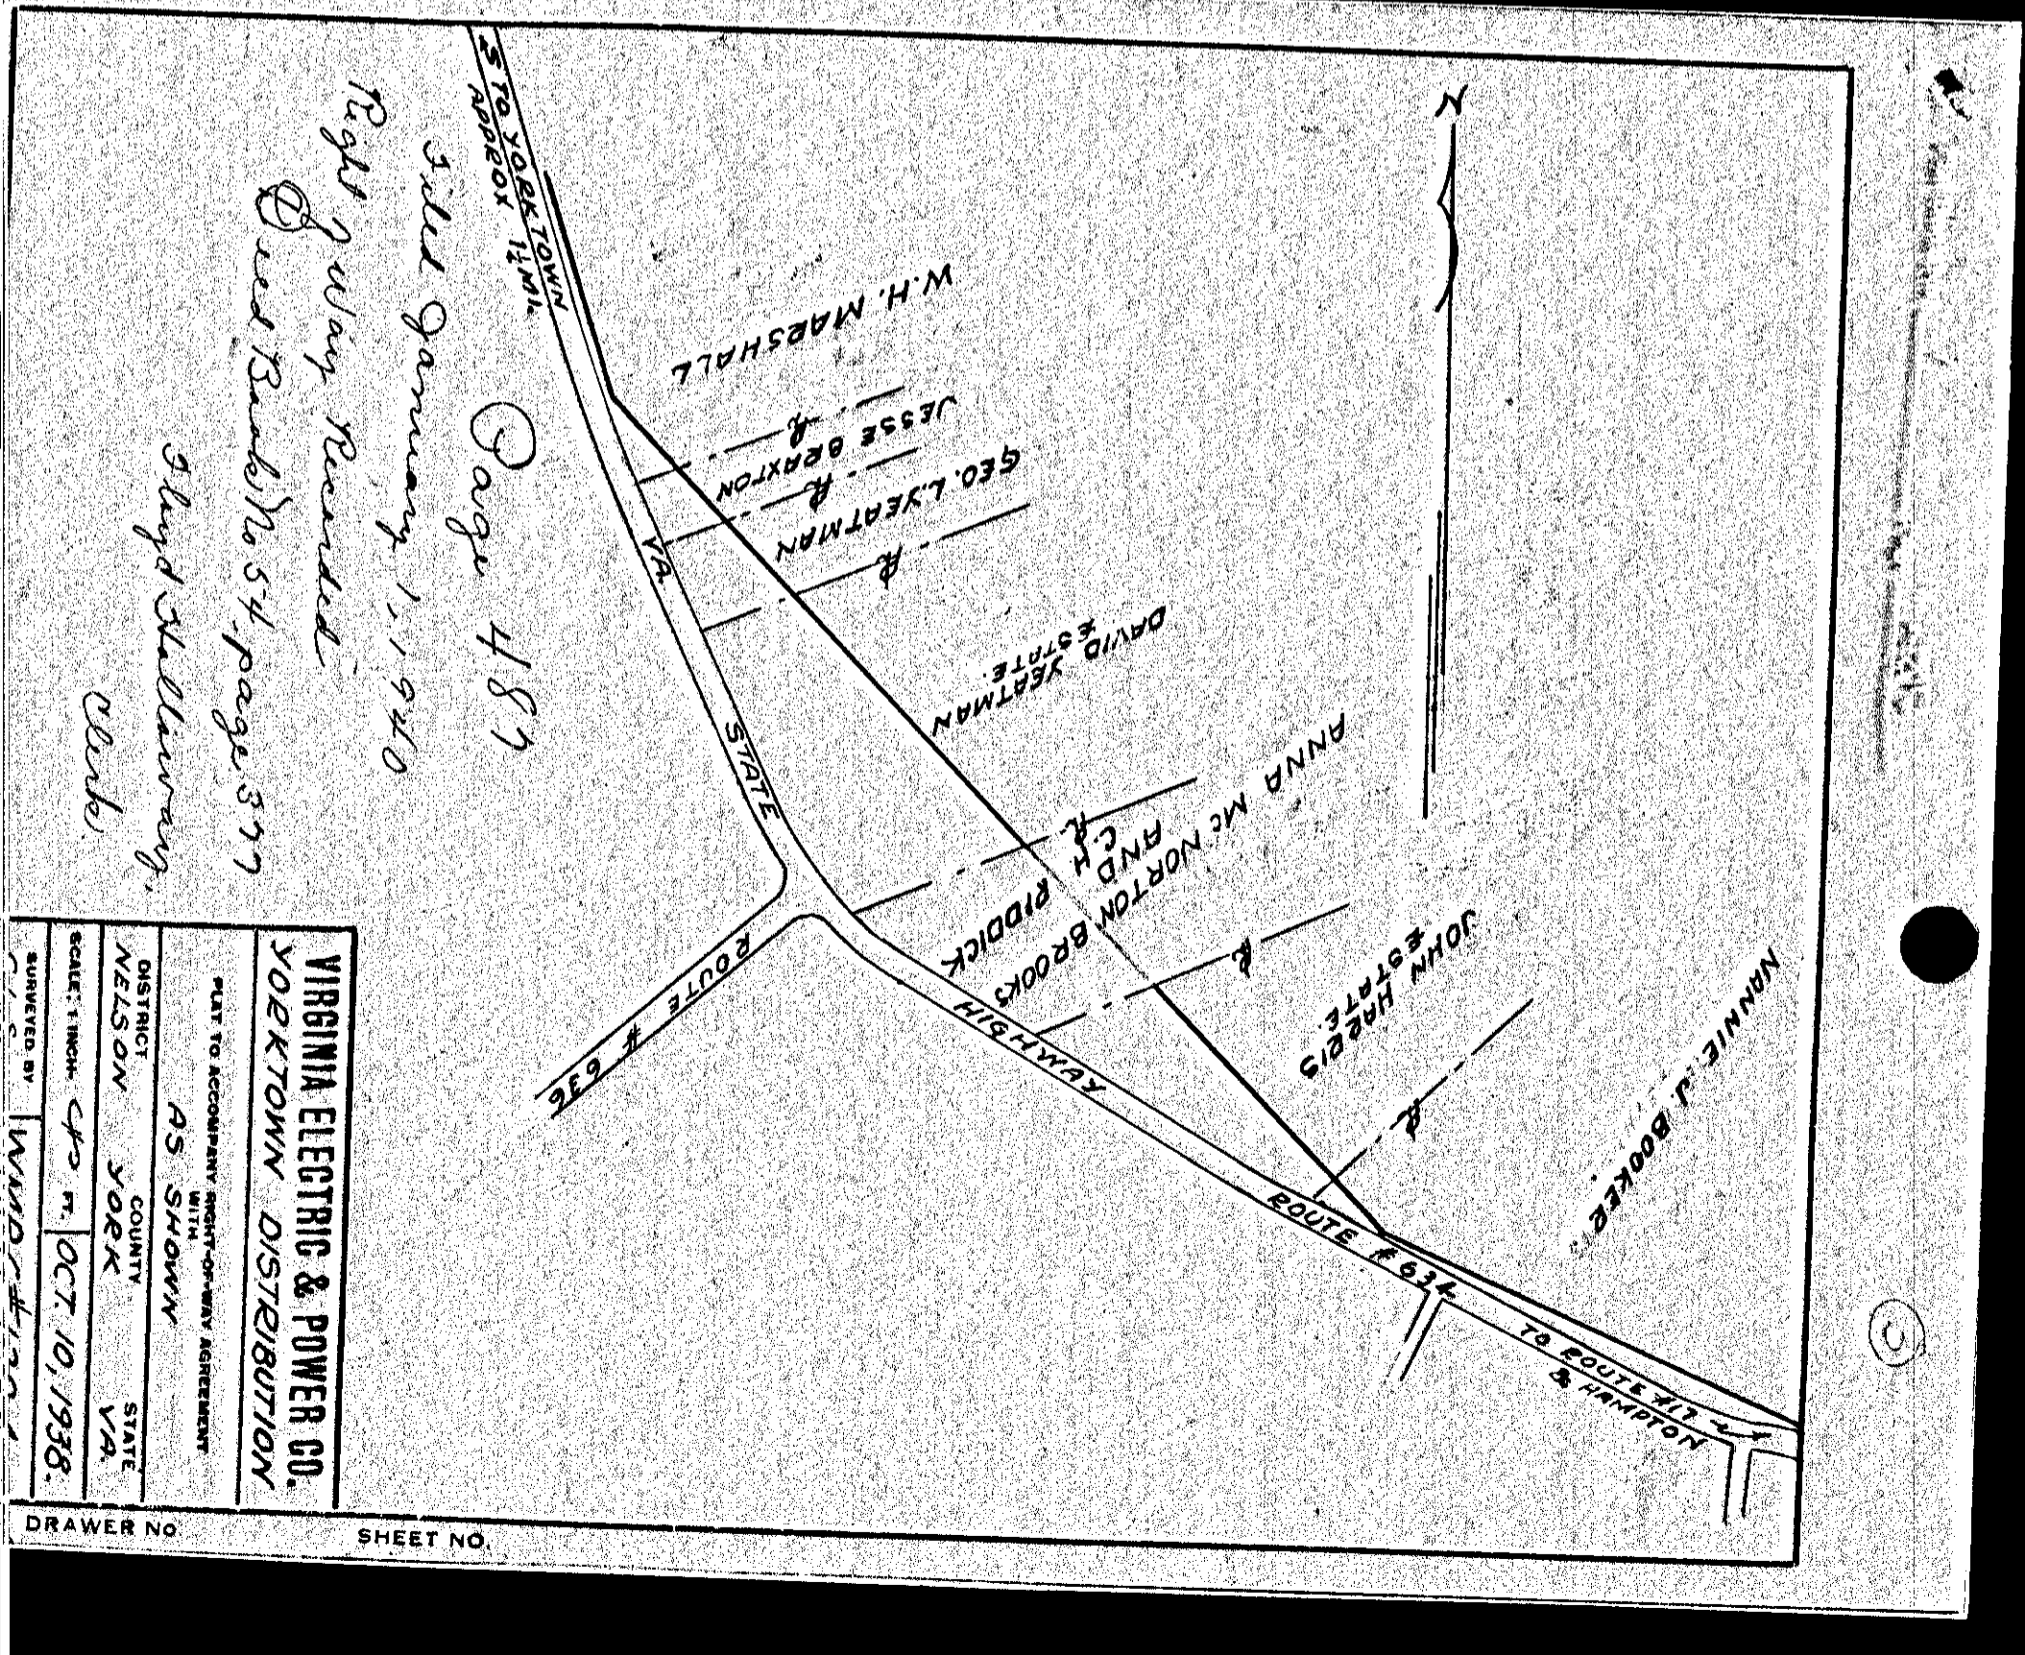 N
W.H. MARSHALL
JESSE BRAXTON
GEO. L. YEATMAN
DAVID YEATMAN
ESTATE.
ANNA Mc NORTON BROOKS
AND
C.H. RIDDICK
JOHN HARRIS
ESTATE.
NANNIE. J. BOOKER.
TO YORKTOWN
APPROX 1½ MI.
VA. STATE HIGHWAY ROUTE # 634
ROUTE # 636
TO ROUTE #17
& HAMPTON
Page 487
Filed January 1, 1940
Right of Way Recorded
Deed Book No 54, page 377
Floyd Holloway,
Clerk.
VIRGINIA ELECTRIC & POWER CO.
YORKTOWN DISTRIBUTION
PLAT TO ACCOMPANY RIGHT-OF-WAY AGREEMENT
WITH
AS SHOWN
DISTRICT COUNTY STATE
NELSON YORK VA.
SCALE: 1 INCH FT. OCT. 10, 1938.
SURVEYED BY
SHEET NO.
DRAWER NO